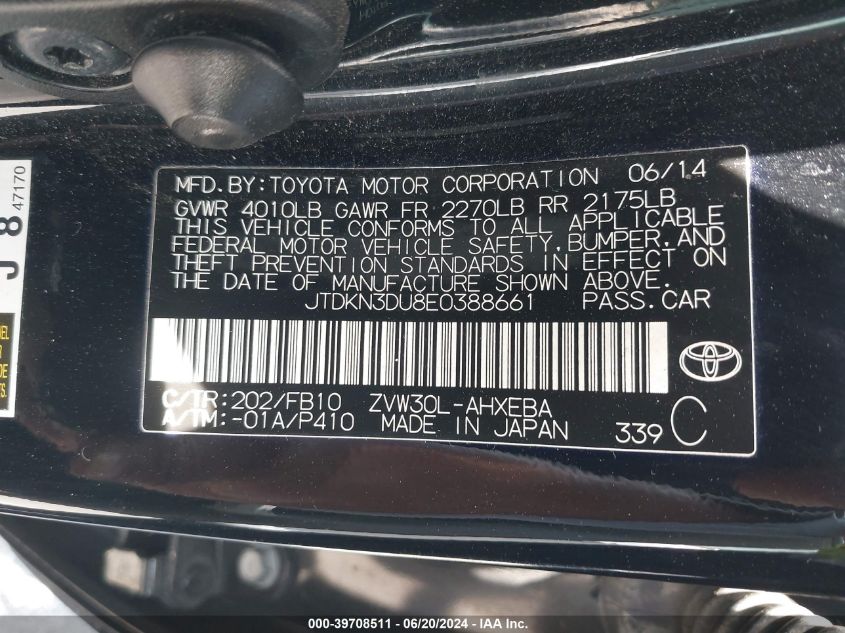 MFD. BY: TOYOTA MOTOR CORPORATION 06/14
GVWR 4010LB GAWR FR 2270LB RR 2175LB
THIS VEHICLE CONFORMS TO ALL APPLICABLE
FEDERAL MOTOR VEHICLE SAFETY, BUMPER, AND
THEFT PREVENTION STANDARDS IN EFFECT ON
THE DATE OF MANUFACTURE SHOWN ABOVE.
JTDKN3DU8E0388661 PASS. CAR
C/TR: 202/FB10 ZVW30L-AHXEBA
A/TM: -01A/P410 MADE IN JAPAN 339 C
J 8 47170
000-39708511 - 06/20/2024 - IAA Inc.